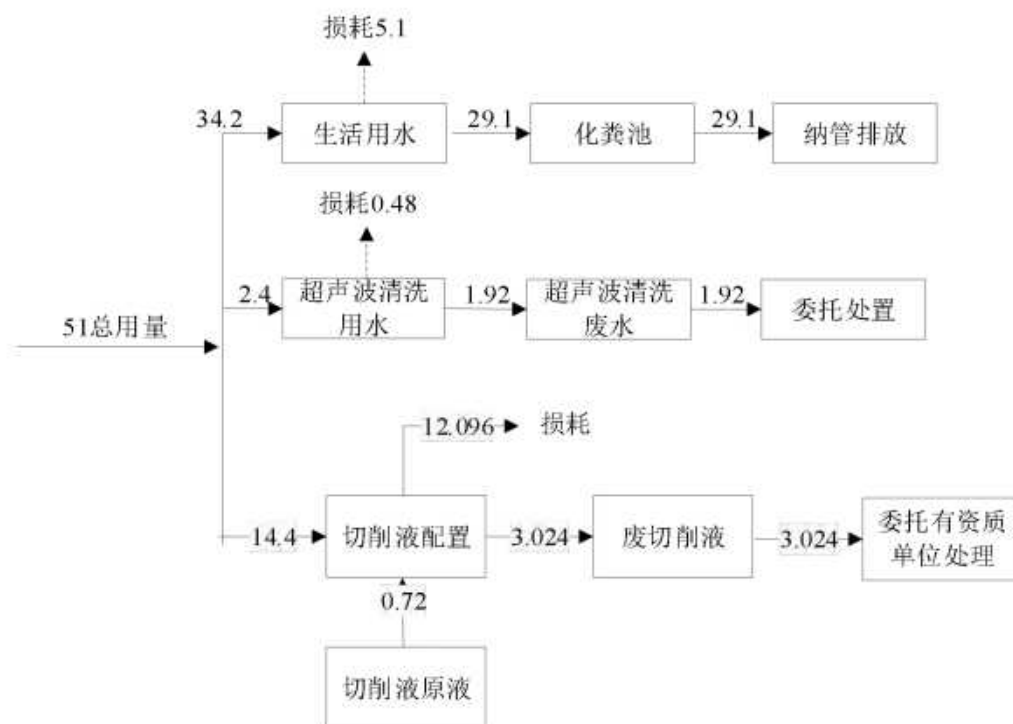 损耗5.1
34.2
生活用水
29.1
化粪池
29.1
纳管排放
损耗0.48
2.4
超声波清洗
用水
1.92
超声波清洗
废水
1.92
委托处置
51总用量
12.096
损耗
14.4
切削液配置
3.024
废切削液
3.024
委托有资质
单位处理
0.72
切削液原液